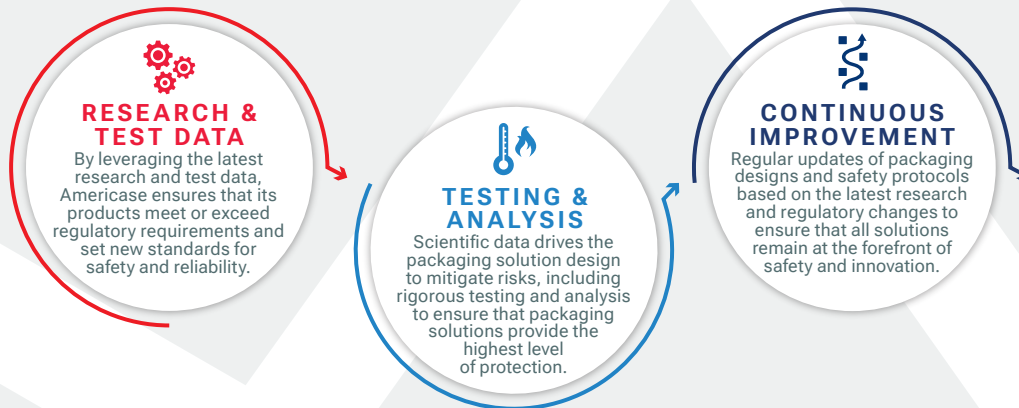 RESEARCH &
TEST DATA
By leveraging the latest
research and test data,
Americase ensures that its
products meet or exceed
regulatory requirements and
set new standards for
safety and reliability.
TESTING &
ANALYSIS
Scientific data drives the
packaging solution design
to mitigate risks, including
rigorous testing and analysis
to ensure that packaging
solutions provide the
highest level
of protection.
CONTINUOUS
IMPROVEMENT
Regular updates of packaging
designs and safety protocols
based on the latest research
and regulatory changes to
ensure that all solutions
remain at the forefront of
safety and innovation.